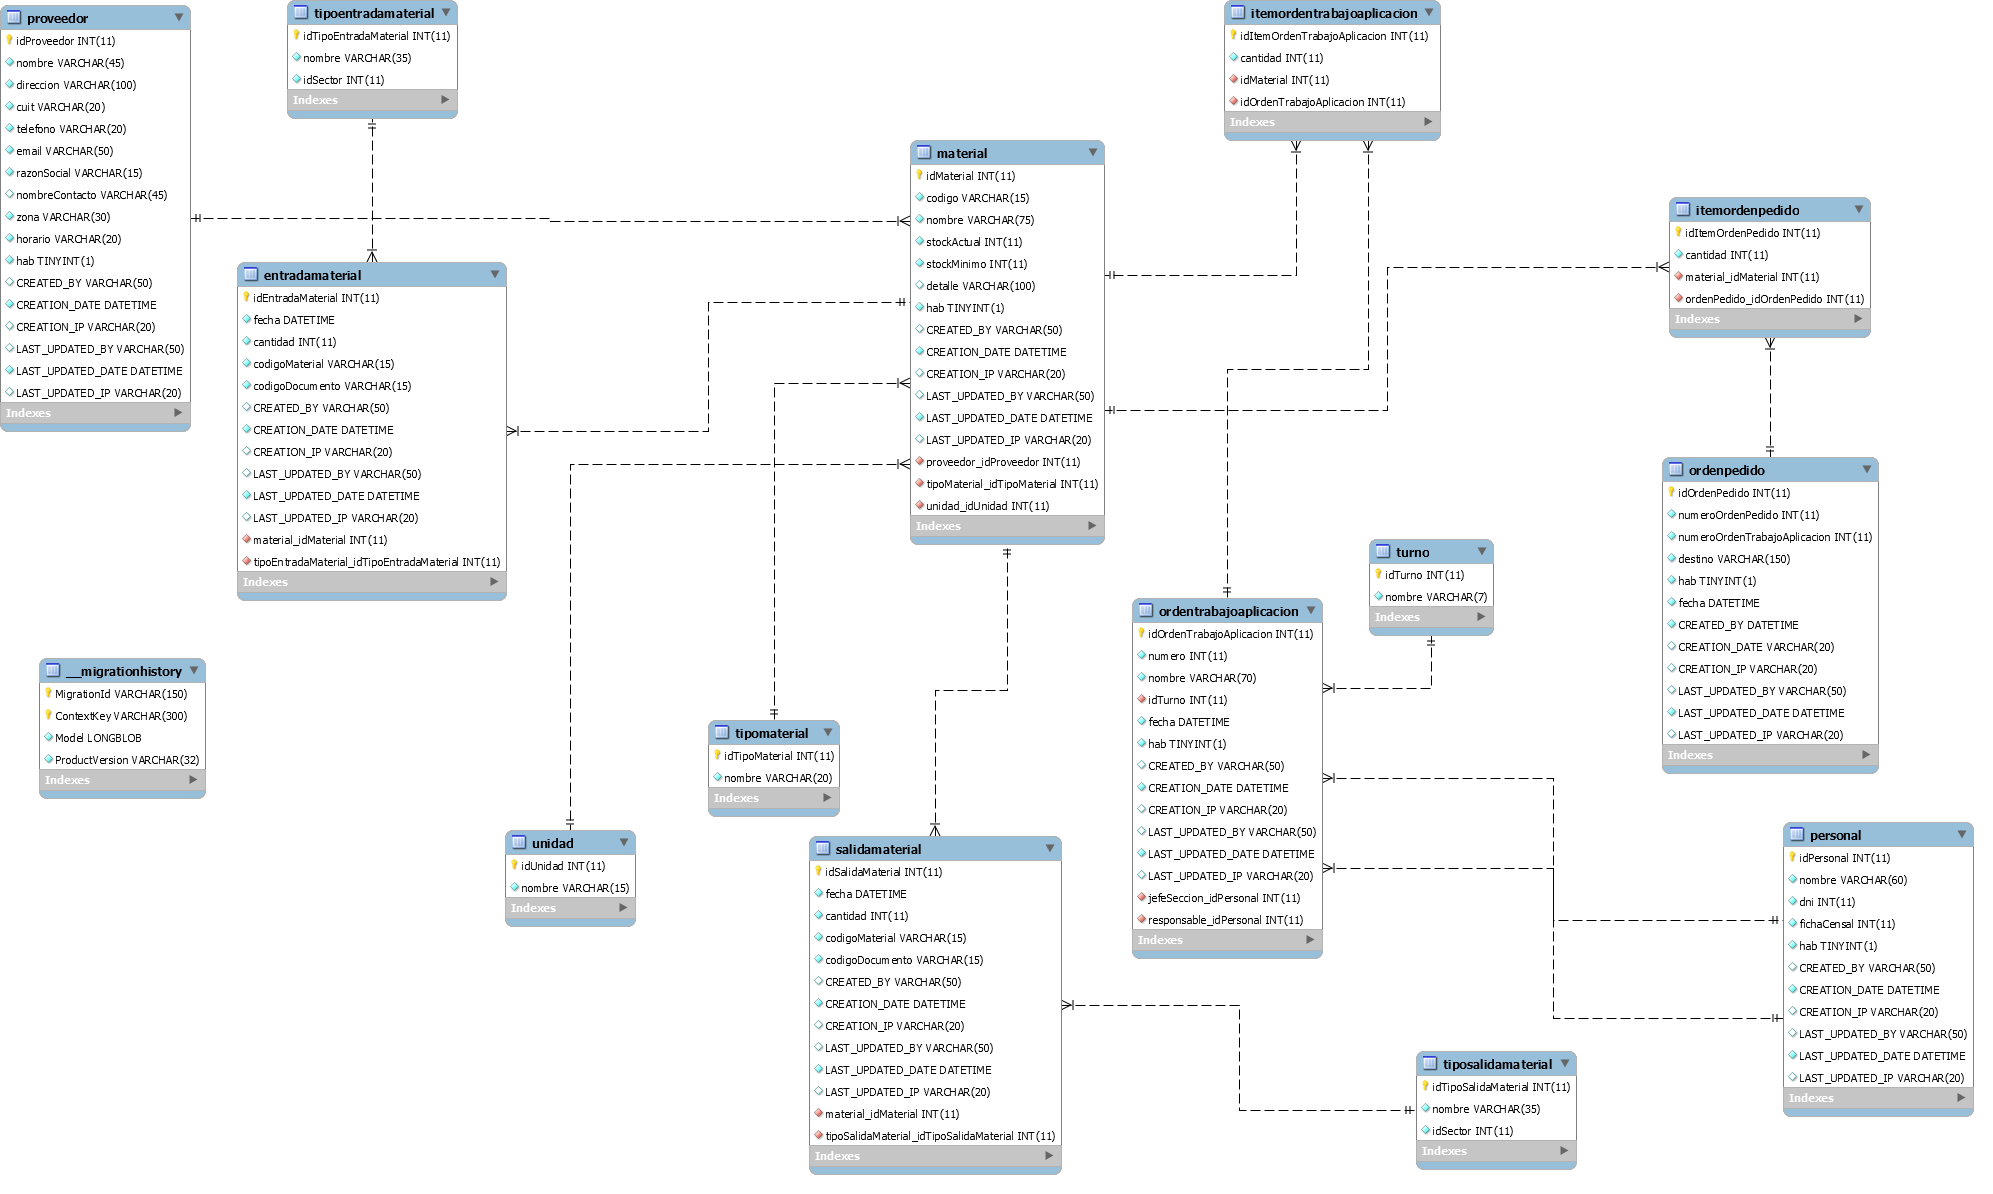 proveedor
idProveedor INT(11)
nombre VARCHAR(45)
direccion VARCHAR(100)
cuit VARCHAR(20)
telefono VARCHAR(20)
email VARCHAR(50)
razonSocial VARCHAR(15)
nombreContacto VARCHAR(45)
zona VARCHAR(30)
horario VARCHAR(20)
hab TINYINT(1)
CREATED_BY VARCHAR(50)
CREATION_DATE DATETIME
CREATION_IP VARCHAR(20)
LAST_UPDATED_BY VARCHAR(50)
LAST_UPDATED_DATE DATETIME
LAST_UPDATED_IP VARCHAR(20)
Indexes
tipoentradamaterial
idTipoEntradaMaterial INT(11)
nombre VARCHAR(35)
idSector INT(11)
Indexes
entradamaterial
idEntradaMaterial INT(11)
fecha DATETIME
cantidad INT(11)
codigoMaterial VARCHAR(15)
codigoDocumento VARCHAR(15)
CREATED_BY VARCHAR(50)
CREATION_DATE DATETIME
CREATION_IP VARCHAR(20)
LAST_UPDATED_BY VARCHAR(50)
LAST_UPDATED_DATE DATETIME
LAST_UPDATED_IP VARCHAR(20)
material_idMaterial INT(11)
tipoEntradaMaterial_idTipoEntradaMaterial INT(11)
Indexes
material
idMaterial INT(11)
codigo VARCHAR(15)
nombre VARCHAR(75)
stockActual INT(11)
stockMinimo INT(11)
detalle VARCHAR(100)
hab TINYINT(1)
CREATED_BY VARCHAR(50)
CREATION_DATE DATETIME
CREATION_IP VARCHAR(20)
LAST_UPDATED_BY VARCHAR(50)
LAST_UPDATED_DATE DATETIME
LAST_UPDATED_IP VARCHAR(20)
proveedor_idProveedor INT(11)
tipoMaterial_idTipoMaterial INT(11)
unidad_idUnidad INT(11)
Indexes
itemordentrabajoaplicacion
idItemOrdenTrabajoAplicacion INT(11)
cantidad INT(11)
idMaterial INT(11)
idOrdenTrabajoAplicacion INT(11)
Indexes
itemordenpedido
idItemOrdenPedido INT(11)
cantidad INT(11)
material_idMaterial INT(11)
ordenPedido_idOrdenPedido INT(11)
Indexes
ordenpedido
idOrdenPedido INT(11)
numeroOrdenPedido INT(11)
numeroOrdenTrabajoAplicacion INT(11)
destino VARCHAR(150)
hab TINYINT(1)
fecha DATETIME
CREATED_BY DATETIME
CREATION_DATE VARCHAR(20)
CREATION_IP VARCHAR(20)
LAST_UPDATED_BY VARCHAR(50)
LAST_UPDATED_DATE DATETIME
LAST_UPDATED_IP VARCHAR(20)
Indexes
turno
idTurno INT(11)
nombre VARCHAR(7)
Indexes
ordentrabajoaplicacion
idOrdenTrabajoAplicacion INT(11)
numero INT(11)
nombre VARCHAR(70)
idTurno INT(11)
fecha DATETIME
hab TINYINT(1)
CREATED_BY VARCHAR(50)
CREATION_DATE DATETIME
CREATION_IP VARCHAR(20)
LAST_UPDATED_BY VARCHAR(50)
LAST_UPDATED_DATE DATETIME
LAST_UPDATED_IP VARCHAR(20)
jefeSeccion_idPersonal INT(11)
responsable_idPersonal INT(11)
Indexes
__migrationhistory
MigrationId VARCHAR(150)
ContextKey VARCHAR(300)
Model LONGBLOB
ProductVersion VARCHAR(32)
Indexes
tipomaterial
idTipoMaterial INT(11)
nombre VARCHAR(20)
Indexes
unidad
idUnidad INT(11)
nombre VARCHAR(15)
Indexes
salidamaterial
idSalidaMaterial INT(11)
fecha DATETIME
cantidad INT(11)
codigoMaterial VARCHAR(15)
codigoDocumento VARCHAR(15)
CREATED_BY VARCHAR(50)
CREATION_DATE DATETIME
CREATION_IP VARCHAR(20)
LAST_UPDATED_BY VARCHAR(50)
LAST_UPDATED_DATE DATETIME
LAST_UPDATED_IP VARCHAR(20)
material_idMaterial INT(11)
tipoSalidaMaterial_idTipoSalidaMaterial INT(11)
Indexes
personal
idPersonal INT(11)
nombre VARCHAR(60)
dni INT(11)
fichaCensal INT(11)
hab TINYINT(1)
CREATED_BY VARCHAR(50)
CREATION_DATE DATETIME
CREATION_IP VARCHAR(20)
LAST_UPDATED_BY VARCHAR(50)
LAST_UPDATED_DATE DATETIME
LAST_UPDATED_IP VARCHAR(20)
Indexes
tiposalidamaterial
idTipoSalidaMaterial INT(11)
nombre VARCHAR(35)
idSector INT(11)
Indexes